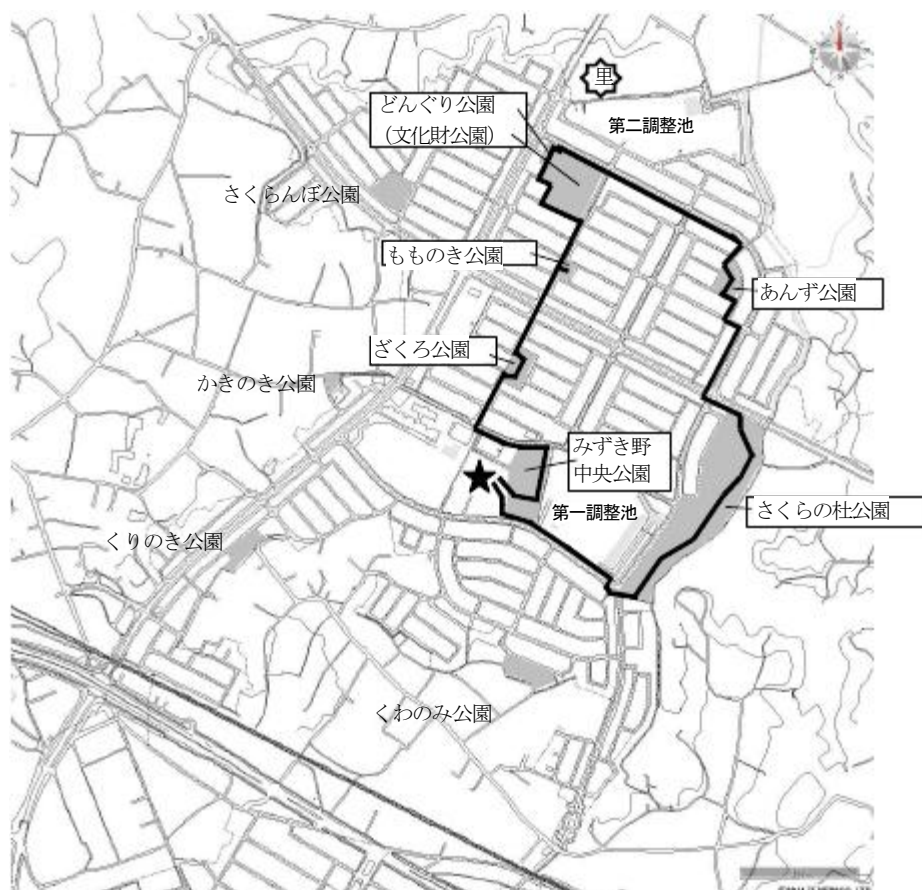 里
どんぐり公園
（文化財公園）
第二調整池
さくらんぼ公園
もものき公園
あんず公園
ざくろ公園
かきのき公園
みずき野
中央公園
第一調整池
さくらの杜公園
くりのき公園
くわのみ公園